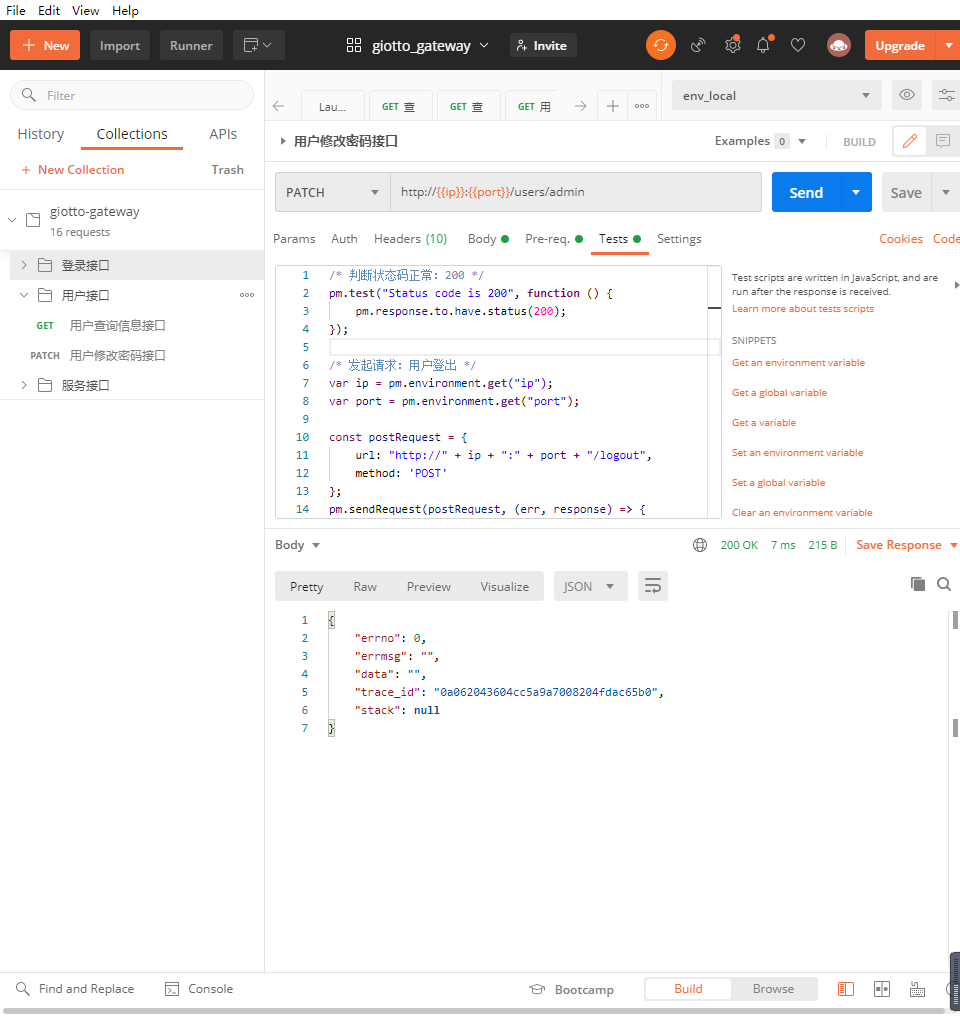 File Edit View Help
New Import Runner giotto_gateway Invite Upgrade
Filter
History Collections APIs
New Collection Trash
giotto-gateway
16 requests
登录接口
用户接口
GET 用户查询信息接口
PATCH 用户修改密码接口
服务接口
Lau... GET 查 GET 查 GET 用
env_local
用户修改密码接口 Examples 0 BUILD
PATCH http://{{ip}}:{{port}}/users/admin Send Save
Params Auth Headers (10) Body Pre-req. Tests Settings Cookies Code
1 /* 判断状态码正常: 200 */
2 pm.test("Status code is 200", function () {
3 pm.response.to.have.status(200);
4 });
5
6 /* 发起请求: 用户登出 */
7 var ip = pm.environment.get("ip");
8 var port = pm.environment.get("port");
9
10 const postRequest = {
11 url: "http://" + ip + ":" + port + "/logout",
12 method: 'POST'
13 };
14 pm.sendRequest(postRequest, (err, response) => {
Test scripts are written in JavaScript, and are
run after the response is received.
Learn more about tests scripts
SNIPPETS
Get an environment variable
Get a global variable
Get a variable
Set an environment variable
Set a global variable
Clear an environment variable
Body 200 OK 7 ms 215 B Save Response
Pretty Raw Preview Visualize JSON
1 {
2 "errno": 0,
3 "errmsg": "",
4 "data": "",
5 "trace_id": "0a062043604cc5a9a7008204fdac65b0",
6 "stack": null
7 }
Find and Replace Console Bootcamp Build Browse